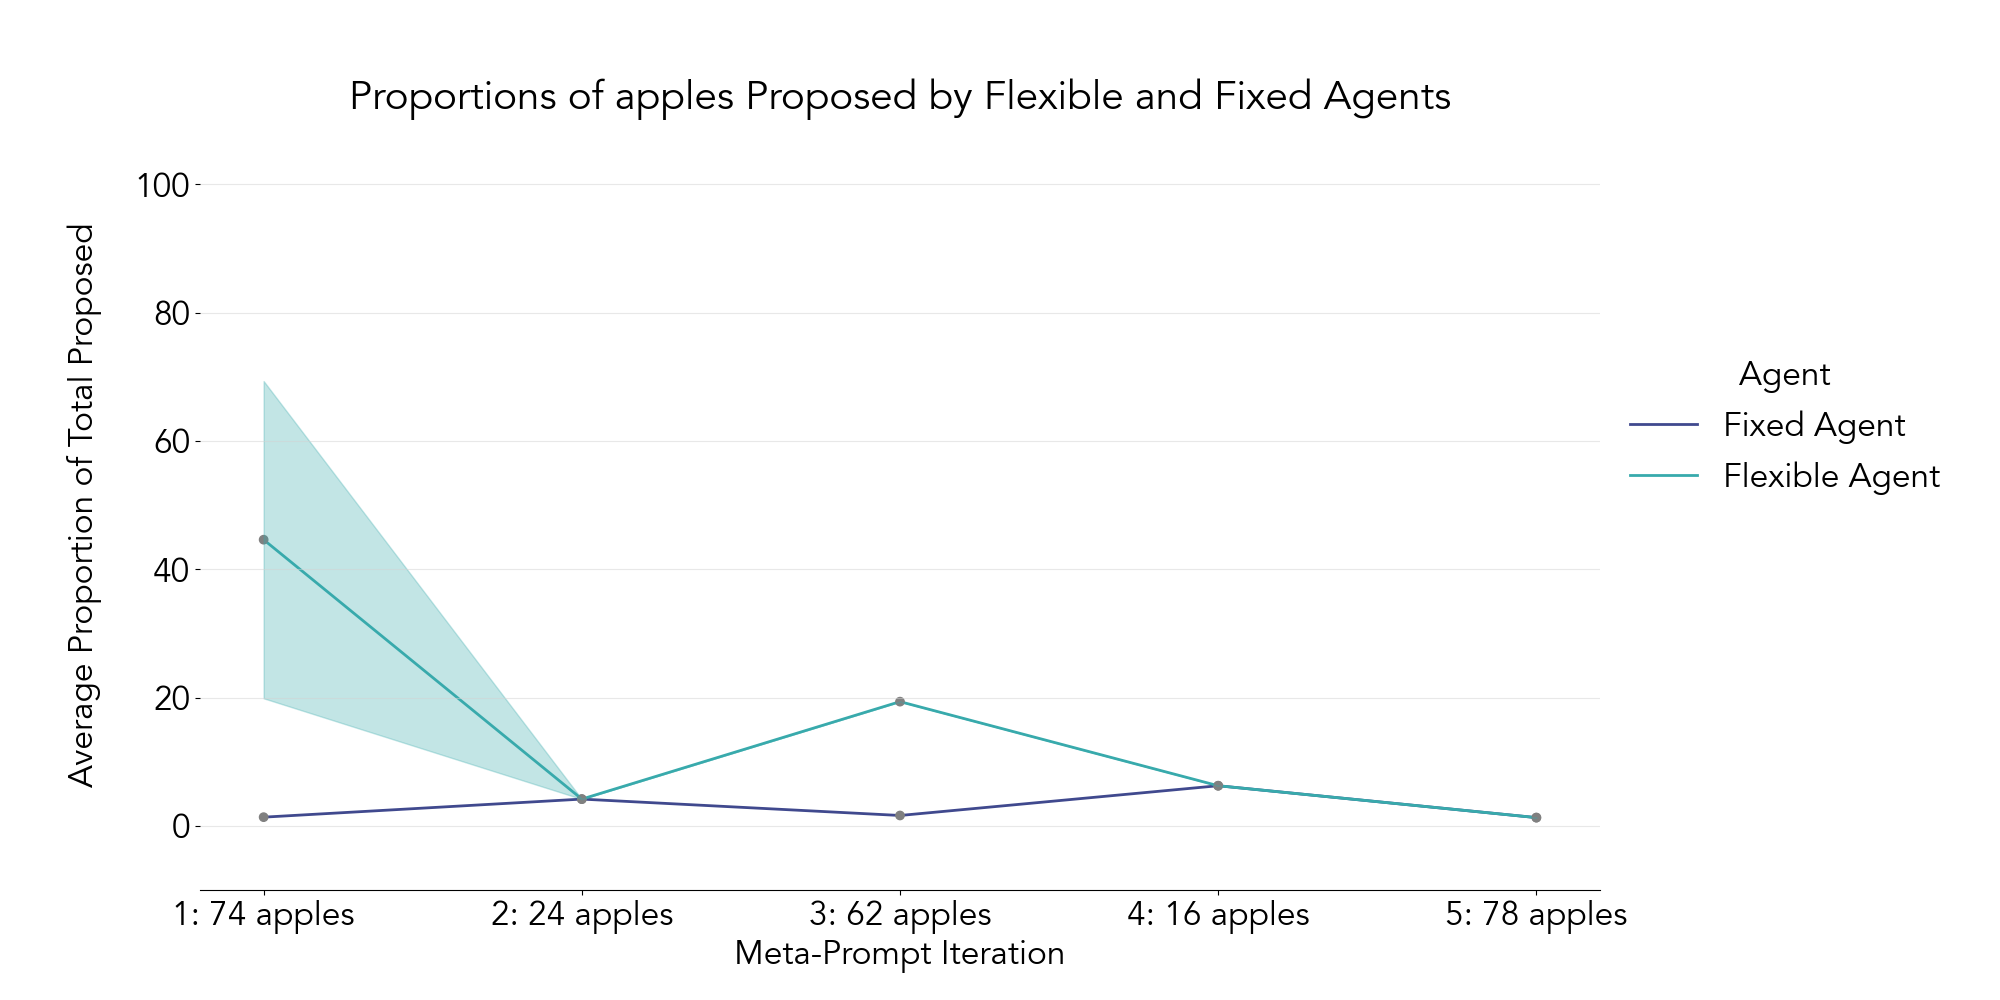 Proportions of apples Proposed by Flexible and Fixed Agents
Average Proportion of Total Proposed
100
80
60
40
20
0
1: 74 apples
2: 24 apples
3: 62 apples
4: 16 apples
5: 78 apples
Meta-Prompt Iteration
Agent
Fixed Agent
Flexible Agent